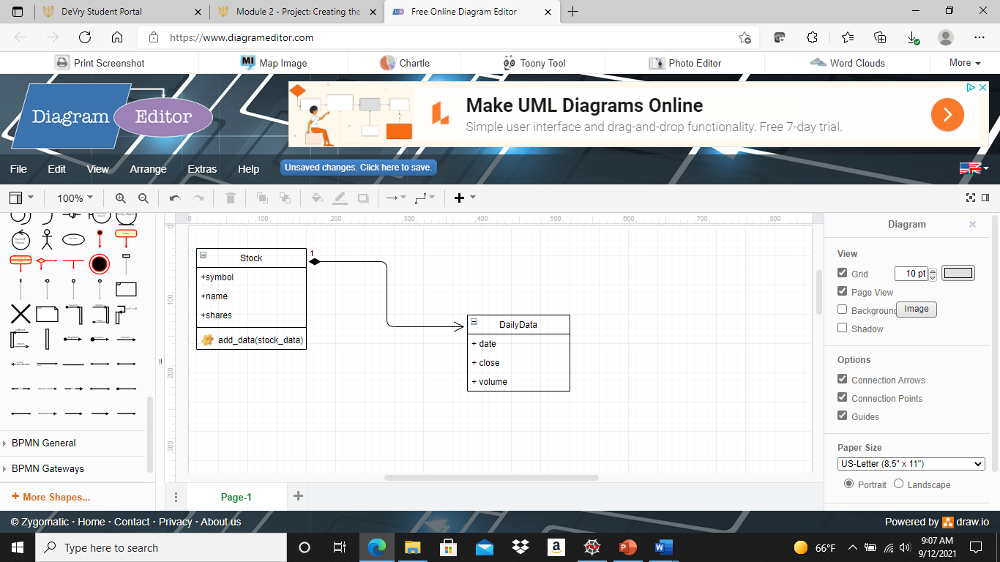 DeVry Student Portal
Module 2 - Project: Creating the
Free Online Diagram Editor
https://www.diagrameditor.com
Print Screenshot
MI Map Image
Chartle
Toony Tool
Photo Editor
Word Clouds
More
Diagram Editor
Make UML Diagrams Online
Simple user interface and drag-and-drop functionality. Free 7-day trial.
File Edit View Arrange Extras Help
Unsaved changes. Click here to save.
100%
0 100 200 300 400 500 600 700 800
0
100
200
300
Stock
+symbol
+name
+shares
add_data(stock_data)
1
DailyData
+ date
+ close
+ volume
BPMN General
BPMN Gateways
+ More Shapes...
Page-1
Diagram
View
Grid 10 pt
Page View
Background Image
Shadow
Options
Connection Arrows
Connection Points
Guides
Paper Size
US-Letter (8,5" x 11")
Portrait Landscape
© Zygomatic · Home · Contact · Privacy · About us
Powered by draw.io
Type here to search
66°F
9:07 AM
9/12/2021